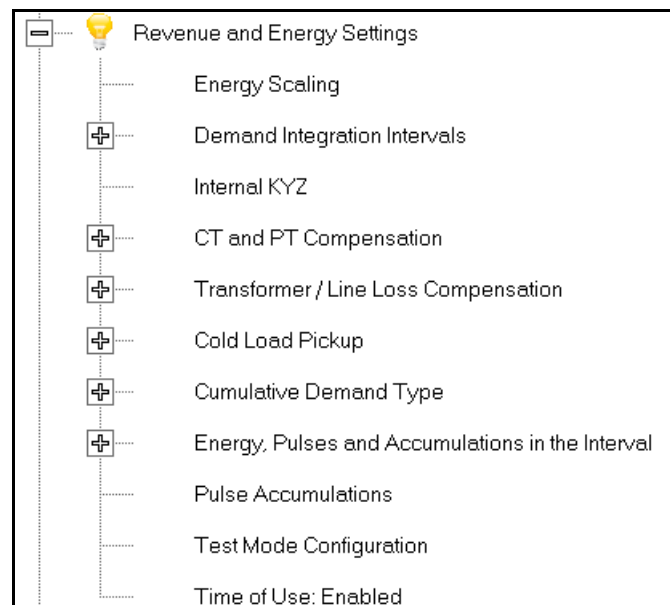 Revenue and Energy Settings
Energy Scaling
Demand Integration Intervals
Internal KYZ
CT and PT Compensation
Transformer / Line Loss Compensation
Cold Load Pickup
Cumulative Demand Type
Energy, Pulses and Accumulations in the Interval
Pulse Accumulations
Test Mode Configuration
Time of Use: Enabled